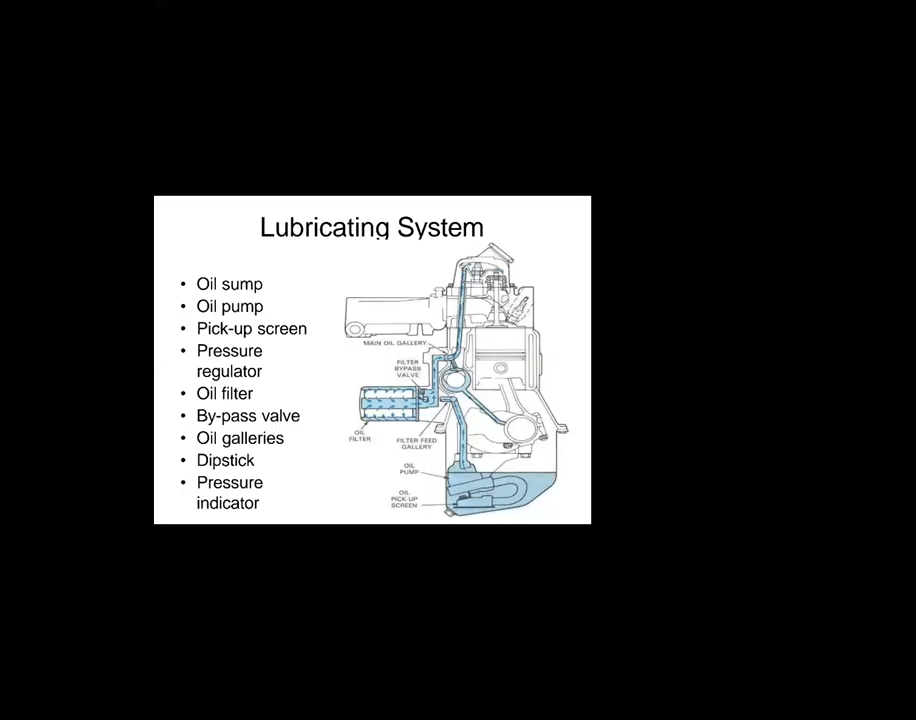 Lubricating System
• Oil sump
• Oil pump
• Pick-up screen
• Pressure
regulator
• Oil filter
• By-pass valve
• Oil galleries
• Dipstick
• Pressure
indicator
MAIN OIL GALLERY
FILTER
BYPASS
VALVE
OIL
FILTER
FILTER FEED
GALLERY
OIL
PUMP
OIL
PICK-UP
SCREEN